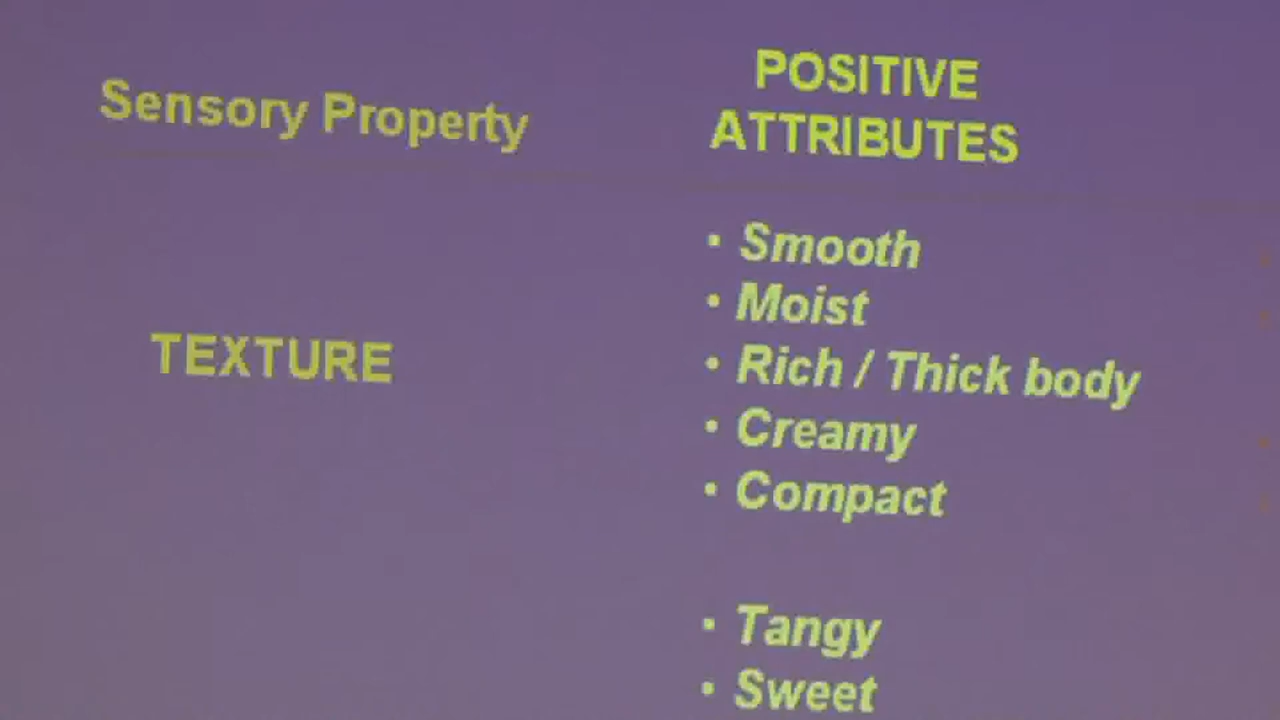 Sensory Property
POSITIVE
ATTRIBUTES
TEXTURE
• Smooth
• Moist
• Rich / Thick body
• Creamy
• Compact
• Tangy
• Sweet